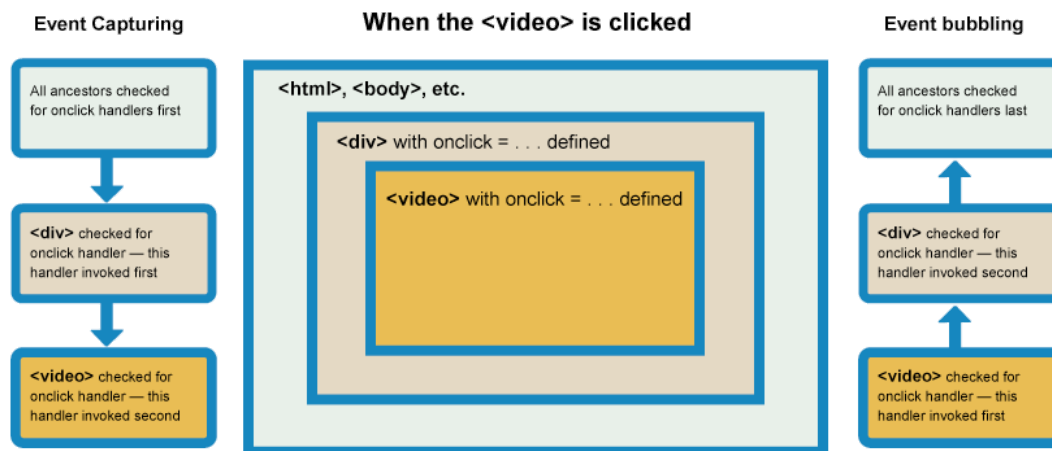 Event Capturing
All ancestors checked
for onclick handlers first
<div> checked for
onclick handler — this
handler invoked first
<video> checked for
onclick handler — this
handler invoked second
When the <video> is clicked
<html>, <body>, etc.
<div> with onclick = . . . defined
<video> with onclick = . . . defined
Event bubbling
All ancestors checked
for onclick handlers last
<div> checked for
onclick handler — this
handler invoked second
<video> checked for
onclick handler — this
handler invoked first